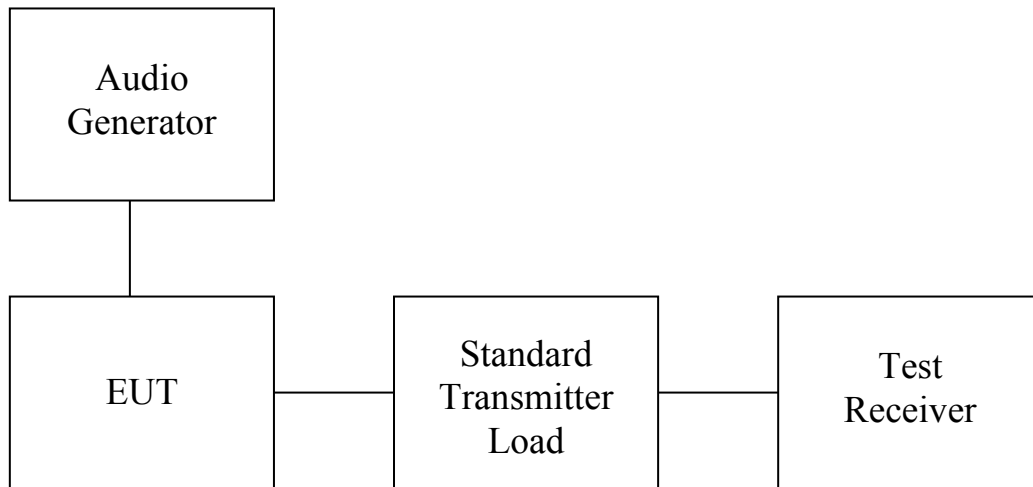 Audio
Generator
EUT
Standard
Transmitter
Load
Test
Receiver